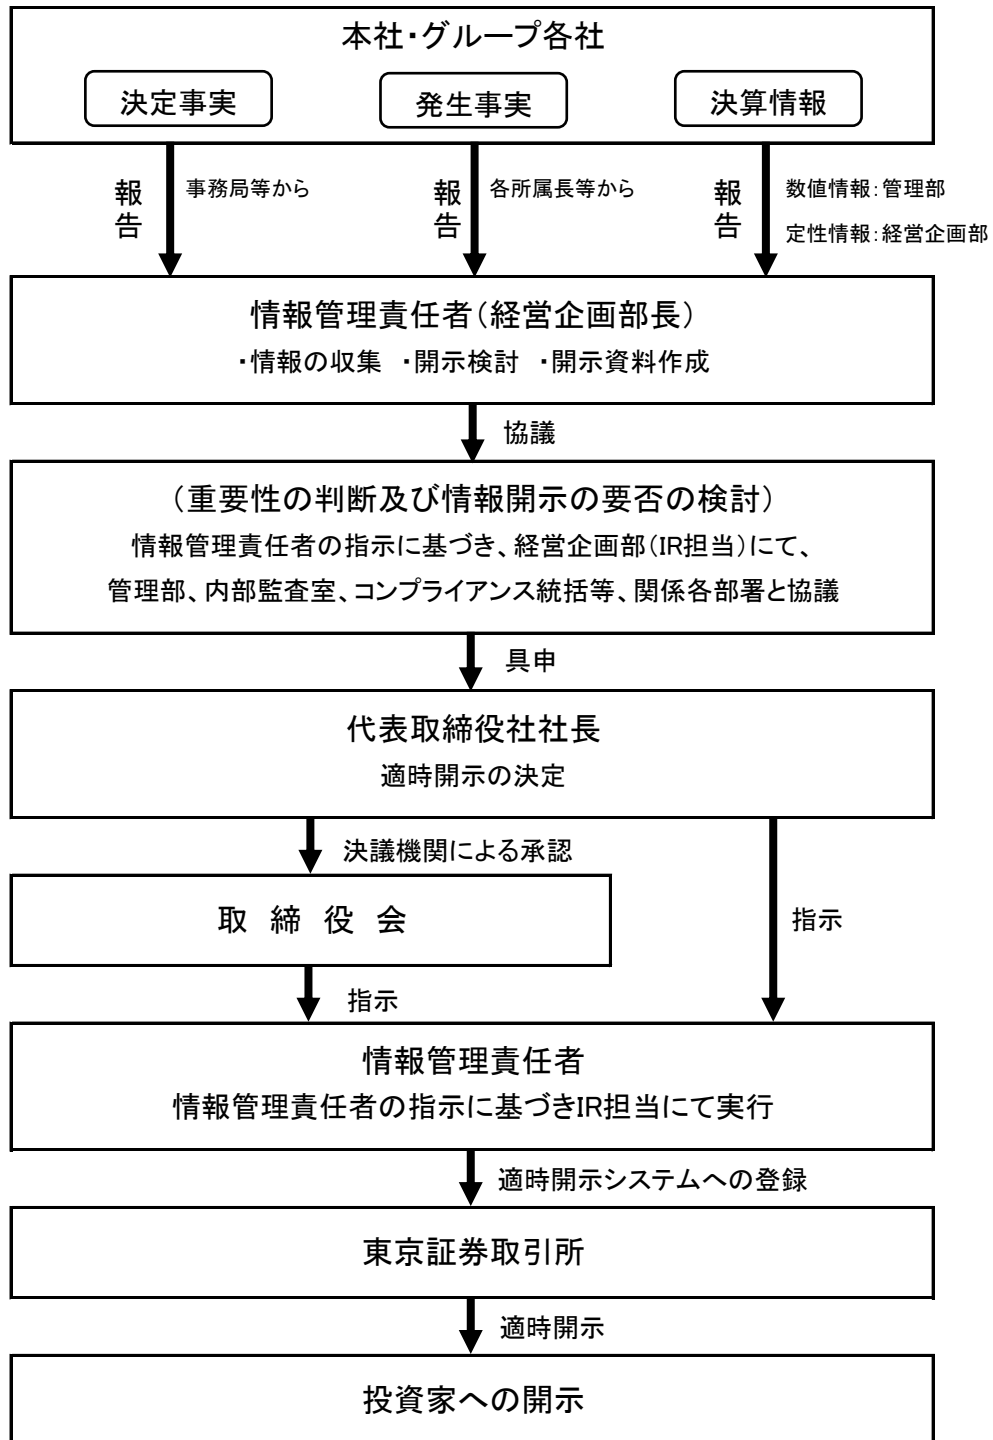 本社・グループ各社
決定事実
発生事実
決算情報
報告
事務局等から
報告
各所属長等から
報告
数値情報：管理部
定性情報：経営企画部
情報管理責任者（経営企画部長）
・情報の収集　・開示検討　・開示資料作成
協議
（重要性の判断及び情報開示の要否の検討）
情報管理責任者の指示に基づき、経営企画部（IR担当）にて、
管理部、内部監査室、コンプライアンス統括等、関係各部署と協議
具申
代表取締役社社長
適時開示の決定
決議機関による承認
取　締　役　会
指示
指示
情報管理責任者
情報管理責任者の指示に基づきIR担当にて実行
適時開示システムへの登録
東京証券取引所
適時開示
投資家への開示